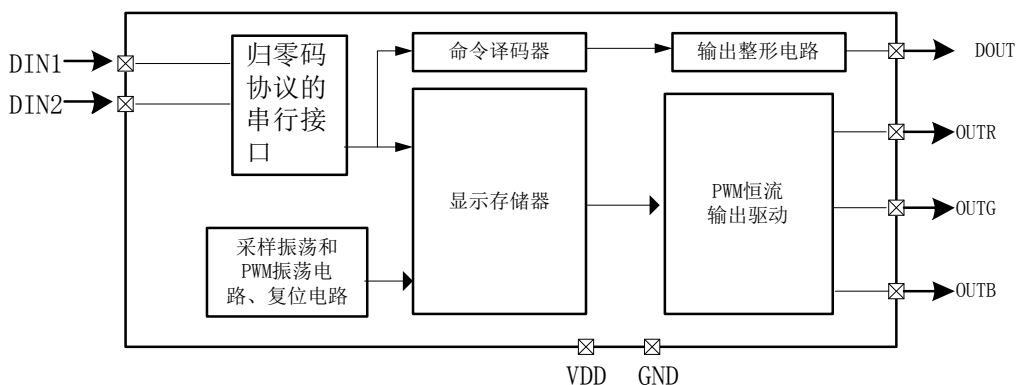 DIN1
DIN2
归零码
协议的
串行接
口
命令译码器
输出整形电路
DOUT
显示存储器
PWM恒流
输出驱动
OUTR
OUTG
OUTB
采样振荡和
PWM振荡电
路、复位电路
VDD
GND